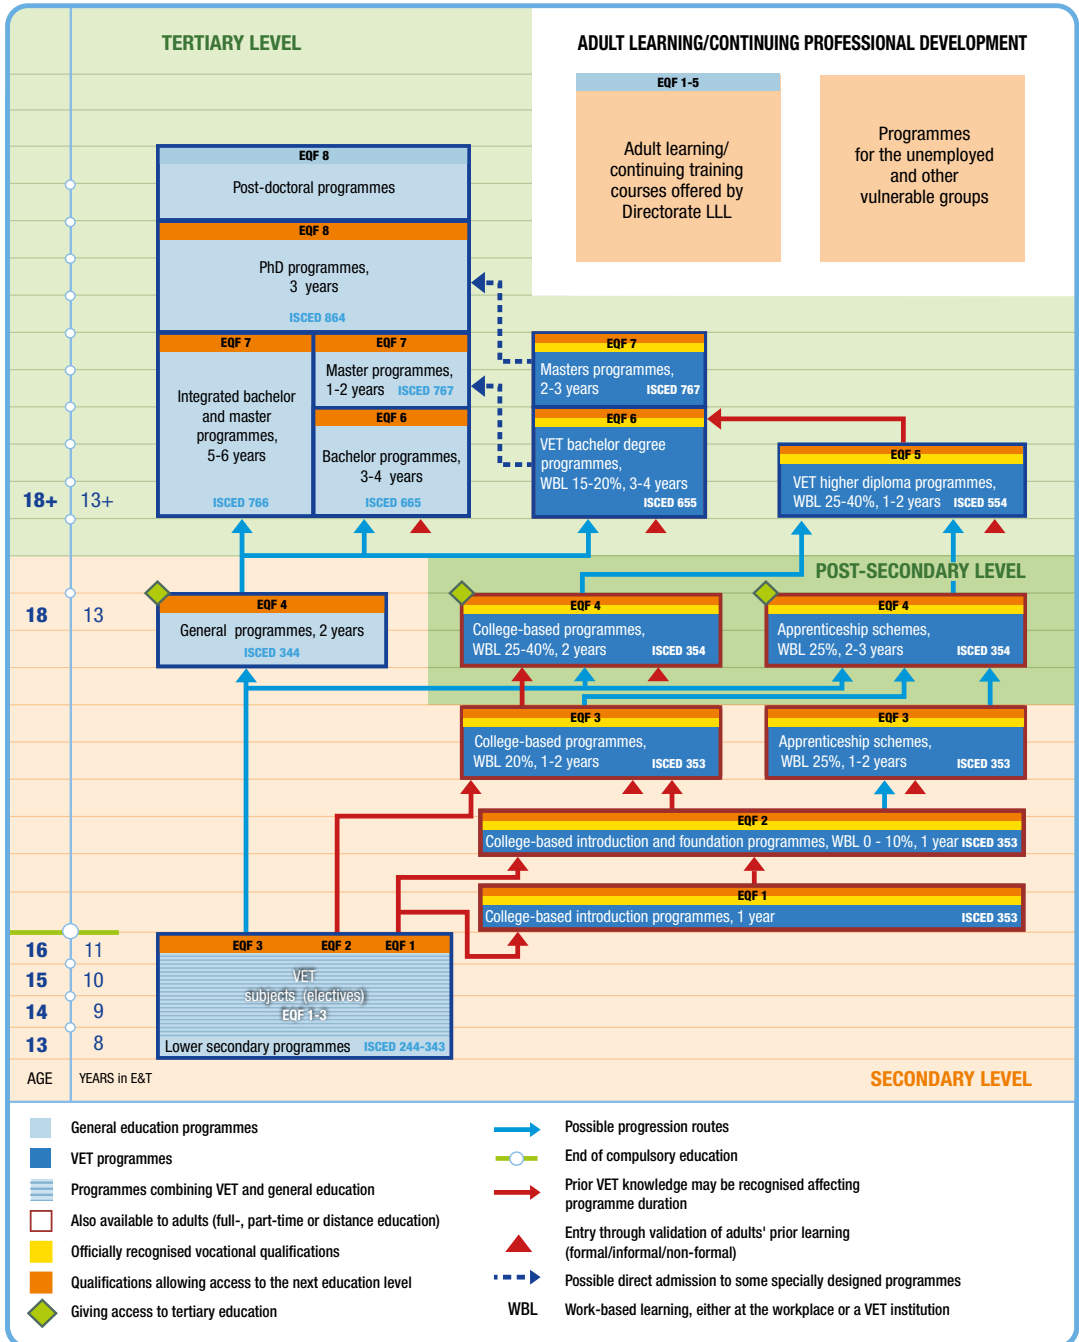 TERTIARY LEVEL
ADULT LEARNING/CONTINUING PROFESSIONAL DEVELOPMENT
EQF 1-5
Adult learning/
continuing training
courses offered by
Directorate LLL
Programmes
for the unemployed
and other
vulnerable groups
EQF 8
Post-doctoral programmes
EQF 8
PhD programmes,
3 years
ISCED 864
EQF 7
Integrated bachelor
and master
programmes,
5-6 years
ISCED 766
EQF 7
Master programmes,
1-2 years ISCED 767
EQF 6
Bachelor programmes,
3-4 years
ISCED 665
EQF 7
Masters programmes,
2-3 years ISCED 767
EQF 6
VET bachelor degree
programmes,
WBL 15-20%, 3-4 years
ISCED 655
EQF 5
VET higher diploma programmes,
WBL 25-40%, 1-2 years ISCED 554
18+ 13+
POST-SECONDARY LEVEL
18 13
EQF 4
General programmes, 2 years
ISCED 344
EQF 4
College-based programmes,
WBL 25-40%, 2 years ISCED 354
EQF 4
Apprenticeship schemes,
WBL 25%, 2-3 years ISCED 354
EQF 3
College-based programmes,
WBL 20%, 1-2 years ISCED 353
EQF 3
Apprenticeship schemes,
WBL 25%, 1-2 years ISCED 353
EQF 2
College-based introduction and foundation programmes, WBL 0 - 10%, 1 year ISCED 353
EQF 1
College-based introduction programmes, 1 year ISCED 353
16 11
15 10
14 9
13 8
EQF 3 EQF 2 EQF 1
VET
subjects (electives)
EQF 1-3
Lower secondary programmes ISCED 244-343
AGE YEARS in E&T
SECONDARY LEVEL
General education programmes
VET programmes
Programmes combining VET and general education
Also available to adults (full-, part-time or distance education)
Officially recognised vocational qualifications
Qualifications allowing access to the next education level
Giving access to tertiary education
Possible progression routes
End of compulsory education
Prior VET knowledge may be recognised affecting
programme duration
Entry through validation of adults' prior learning
(formal/informal/non-formal)
Possible direct admission to some specially designed programmes
WBL Work-based learning, either at the workplace or a VET institution